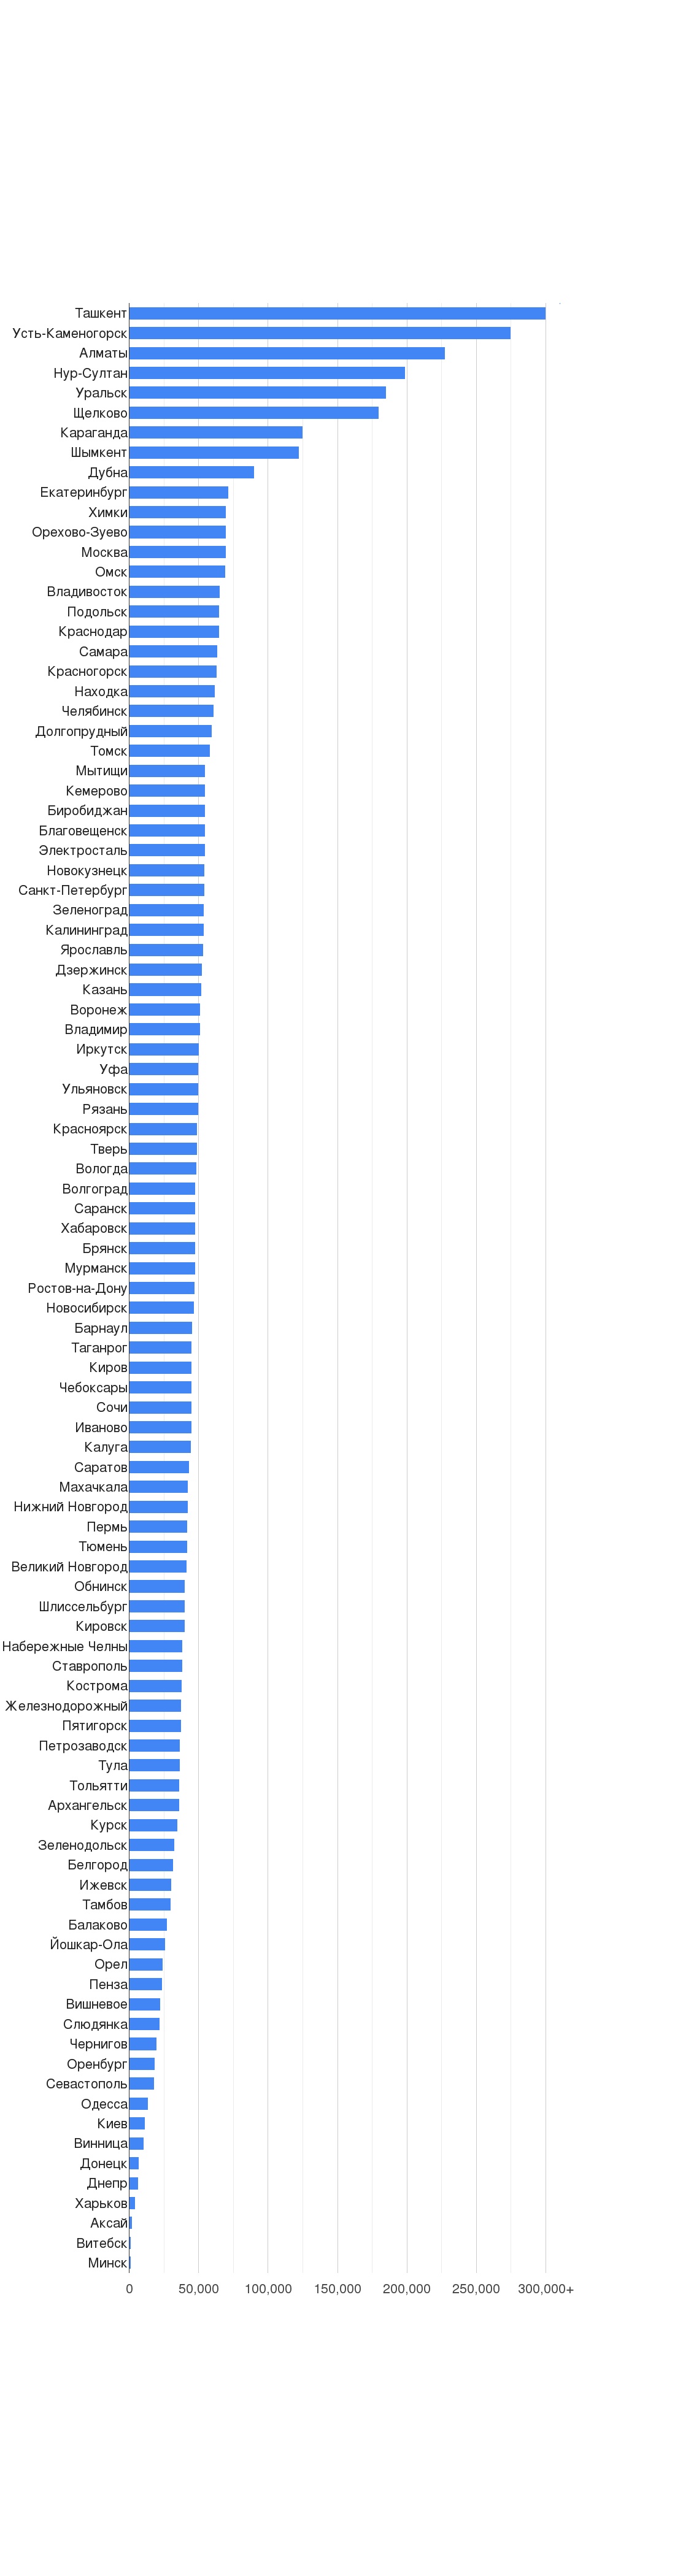 Ташкент
Усть-Каменогорск
Алматы
Нур-Султан
Уральск
Щелково
Караганда
Шымкент
Дубна
Екатеринбург
Химки
Орехово-Зуево
Москва
Омск
Владивосток
Подольск
Краснодар
Самара
Красногорск
Находка
Челябинск
Долгопрудный
Томск
Мытищи
Кемерово
Биробиджан
Благовещенск
Электросталь
Новокузнецк
Санкт-Петербург
Зеленоград
Калининград
Ярославль
Дзержинск
Казань
Воронеж
Владимир
Иркутск
Уфа
Ульяновск
Рязань
Красноярск
Тверь
Вологда
Волгоград
Саранск
Хабаровск
Брянск
Мурманск
Ростов-на-Дону
Новосибирск
Барнаул
Таганрог
Киров
Чебоксары
Сочи
Иваново
Калуга
Саратов
Махачкала
Нижний Новгород
Пермь
Тюмень
Великий Новгород
Обнинск
Шлиссельбург
Кировск
Набережные Челны
Ставрополь
Кострома
Железнодорожный
Пятигорск
Петрозаводск
Тула
Тольятти
Архангельск
Курск
Зеленодольск
Белгород
Ижевск
Тамбов
Балаково
Йошкар-Ола
Орел
Пенза
Вишневое
Слюдянка
Чернигов
Оренбург
Севастополь
Одесса
Киев
Винница
Донецк
Днепр
Харьков
Аксай
Витебск
Минск
0 50,000 100,000 150,000 200,000 250,000 300,000+